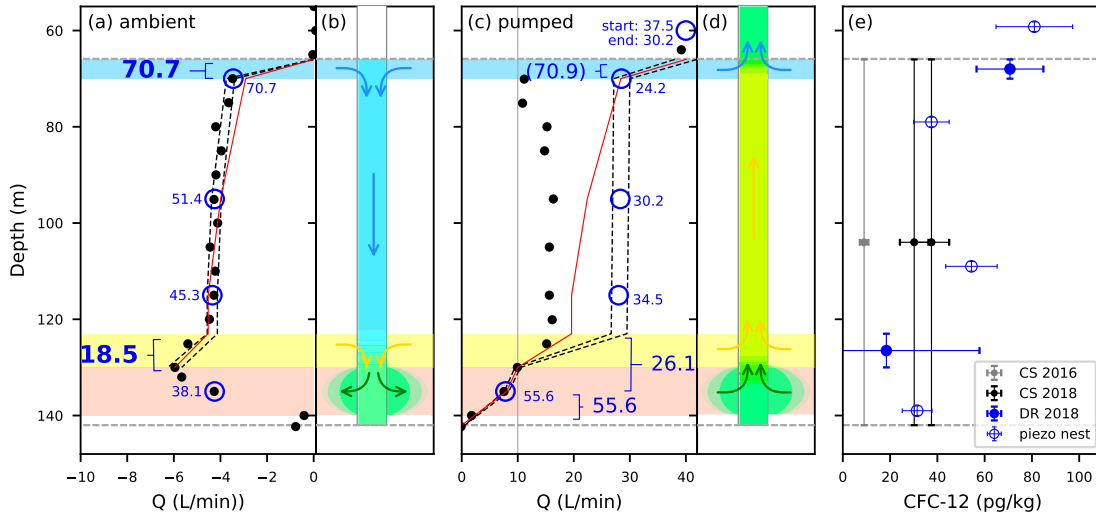 (a) ambient
(b)
(c) pumped
(d)
(e)
start: 37.5
end: 30.2
70.7
70.7
(70.9)
24.2
51.4
30.2
45.3
34.5
18.5
26.1
38.1
55.6
55.6
Depth (m)
60
80
100
120
140
−10
−8
−6
−4
−2
0
Q (L/min))
0
10
20
30
40
Q (L/min)
0
20
40
60
80
100
CFC-12 (pg/kg)
CS 2016
CS 2018
DR 2018
piezo nest